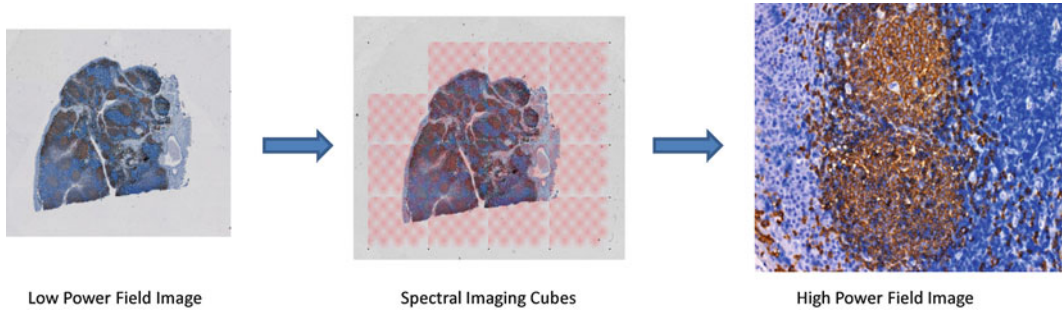 Low Power Field Image
Spectral Imaging Cubes
High Power Field Image